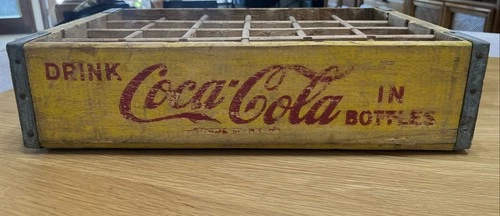 DRINK Coca-Cola IN BOTTLES